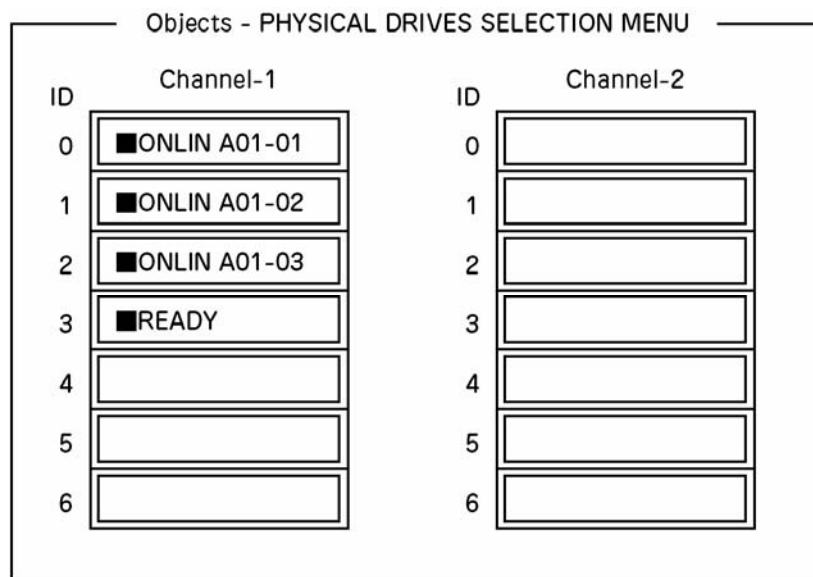 Objects - PHYSICAL DRIVES SELECTION MENU
Channel-1
ID
0 ■ONLIN A01-01
1 ■ONLIN A01-02
2 ■ONLIN A01-03
3 ■READY
4
5
6
Channel-2
ID
0
1
2
3
4
5
6